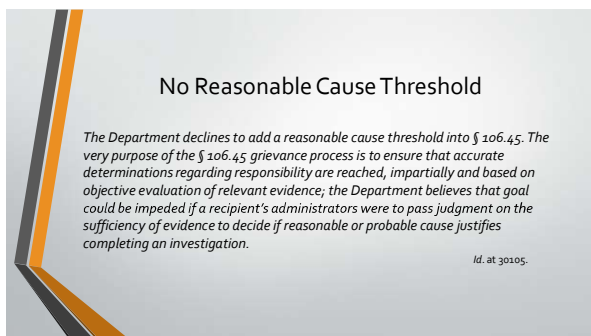 No Reasonable Cause Threshold
The Department declines to add a reasonable cause threshold into § 106.45. The
very purpose of the § 106.45 grievance process is to ensure that accurate
determinations regarding responsibility are reached, impartially and based on
objective evaluation of relevant evidence; the Department believes that goal
could be impeded if a recipient's administrators were to pass judgment on the
sufficiency of evidence to decide if reasonable or probable cause justifies
completing an investigation.
Id. at 30105.